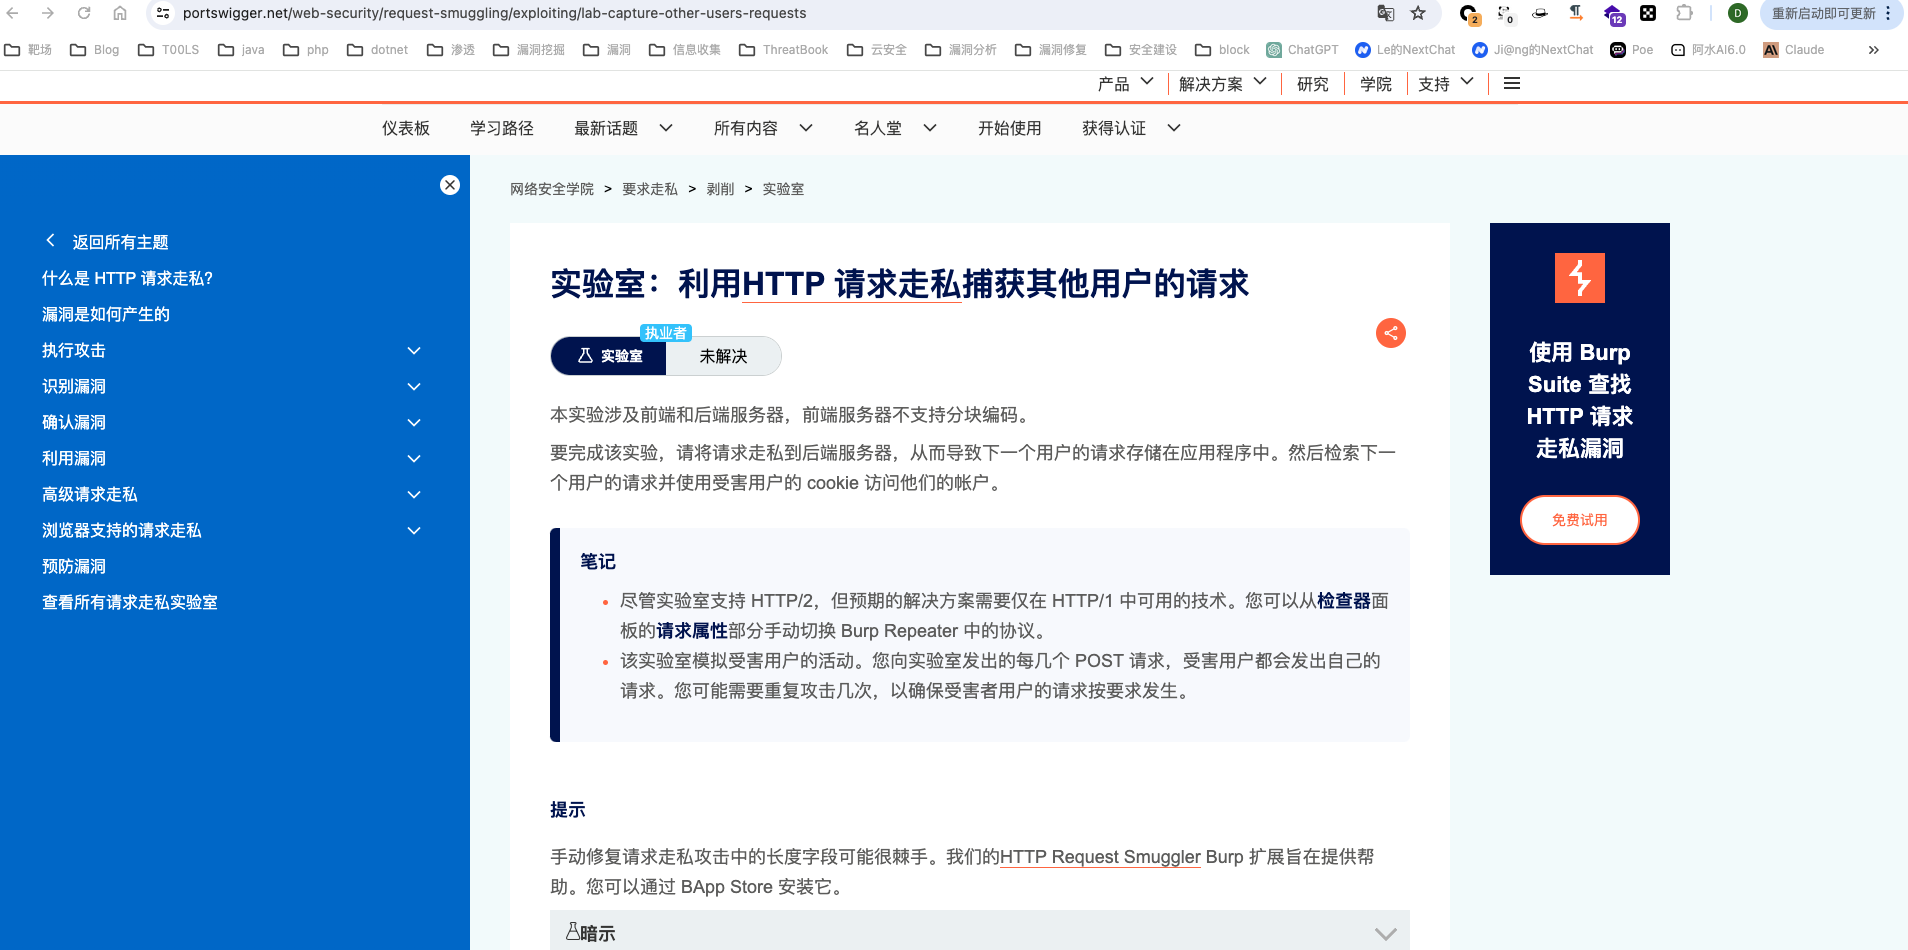 portswigger.net/web-security/request-smuggling/exploiting/lab-capture-other-users-requests
2
0
12
D
重新启动即可更新
靶场
Blog
T00LS
java
php
dotnet
渗透
漏洞挖掘
漏洞
信息收集
ThreatBook
云安全
漏洞分析
漏洞修复
安全建设
block
ChatGPT
Le的NextChat
Ji@ng的NextChat
Poe
阿水AI6.0
Claude
产品
解决方案
研究
学院
支持
仪表板
学习路径
最新话题
所有内容
名人堂
开始使用
获得认证
返回所有主题
什么是 HTTP 请求走私？
漏洞是如何产生的
执行攻击
识别漏洞
确认漏洞
利用漏洞
高级请求走私
浏览器支持的请求走私
预防漏洞
查看所有请求走私实验室
网络安全学院 > 要求走私 > 剥削 > 实验室
实验室：利用HTTP 请求走私捕获其他用户的请求
执业者
实验室
未解决
本实验涉及前端和后端服务器，前端服务器不支持分块编码。
要完成该实验，请将请求走私到后端服务器，从而导致下一个用户的请求存储在应用程序中。然后检索下一
个用户的请求并使用受害用户的 cookie 访问他们的帐户。
笔记
• 尽管实验室支持 HTTP/2，但预期的解决方案需要仅在 HTTP/1 中可用的技术。您可以从检查器面
板的请求属性部分手动切换 Burp Repeater 中的协议。
• 该实验室模拟受害用户的活动。您向实验室发出的每几个 POST 请求，受害用户都会发出自己的
请求。您可能需要重复攻击几次，以确保受害者用户的请求按要求发生。
提示
手动修复请求走私攻击中的长度字段可能很棘手。我们的HTTP Request Smuggler Burp 扩展旨在提供帮
助。您可以通过 BApp Store 安装它。
暗示
使用 Burp
Suite 查找
HTTP 请求
走私漏洞
免费试用